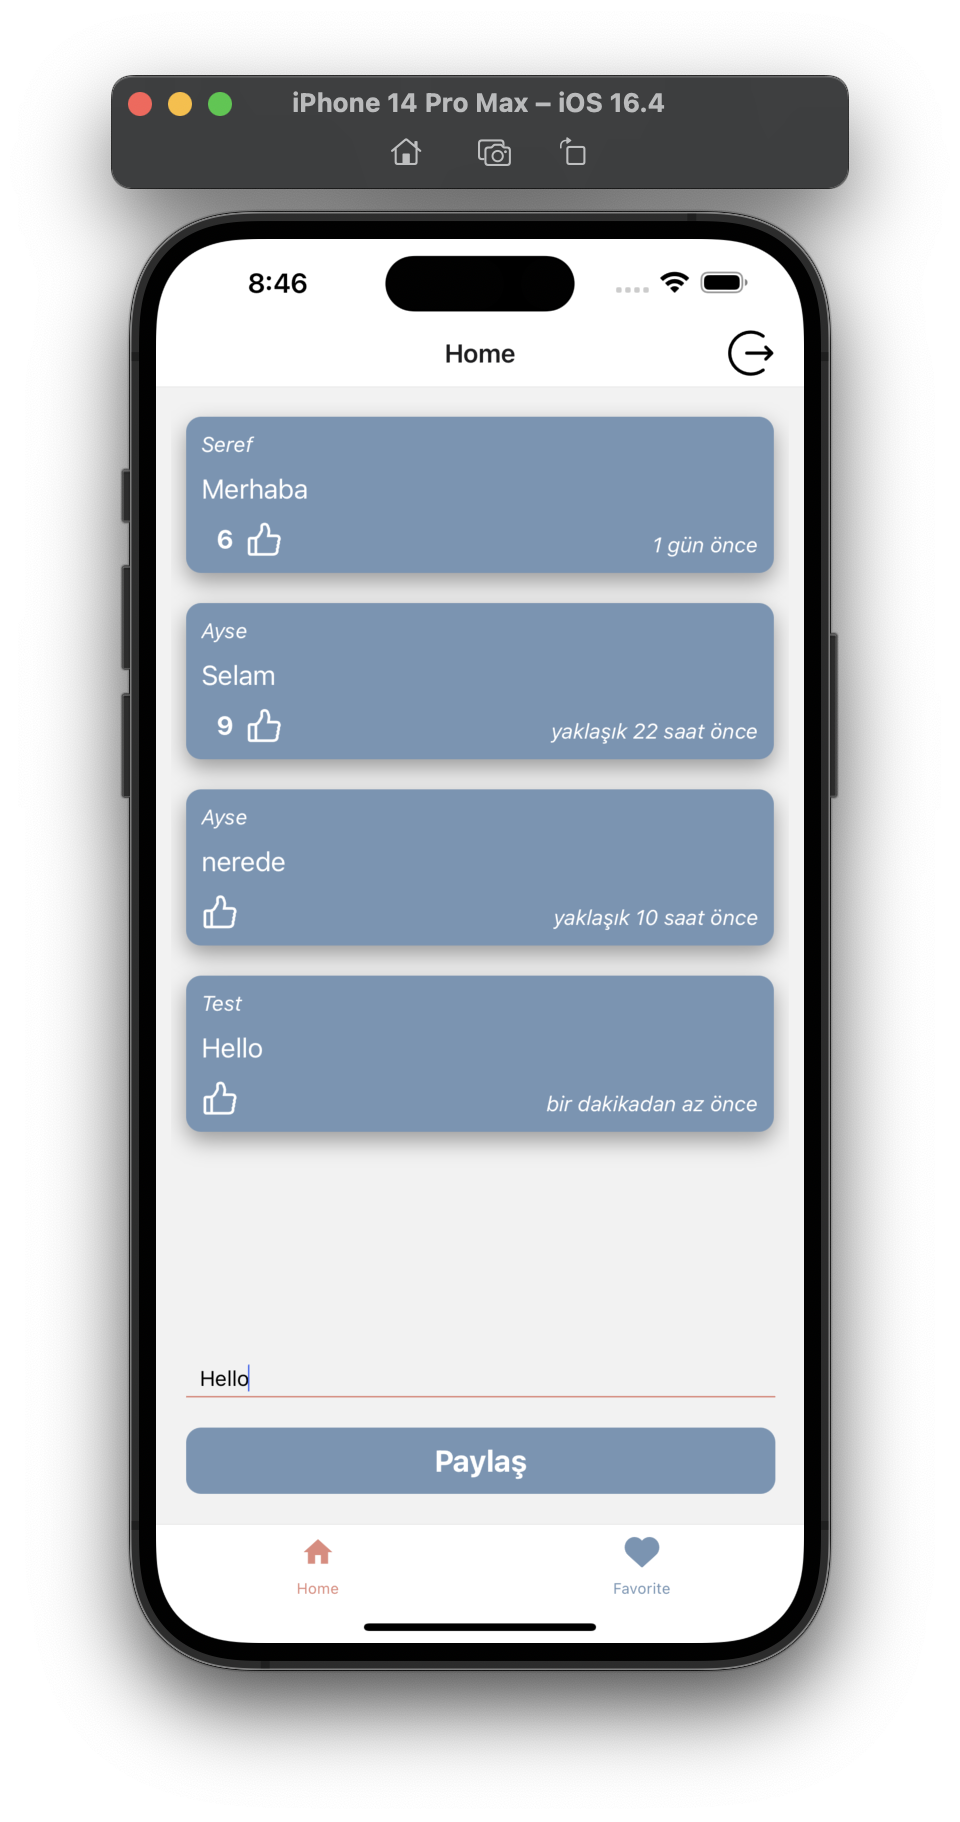 iPhone 14 Pro Max – iOS 16.4
8:46
Home
Seref
Merhaba
6
1 gün önce
Ayse
Selam
9
yaklaşık 22 saat önce
Ayse
nerede
yaklaşık 10 saat önce
Test
Hello
bir dakikadan az önce
Hello
Paylaş
Home
Favorite